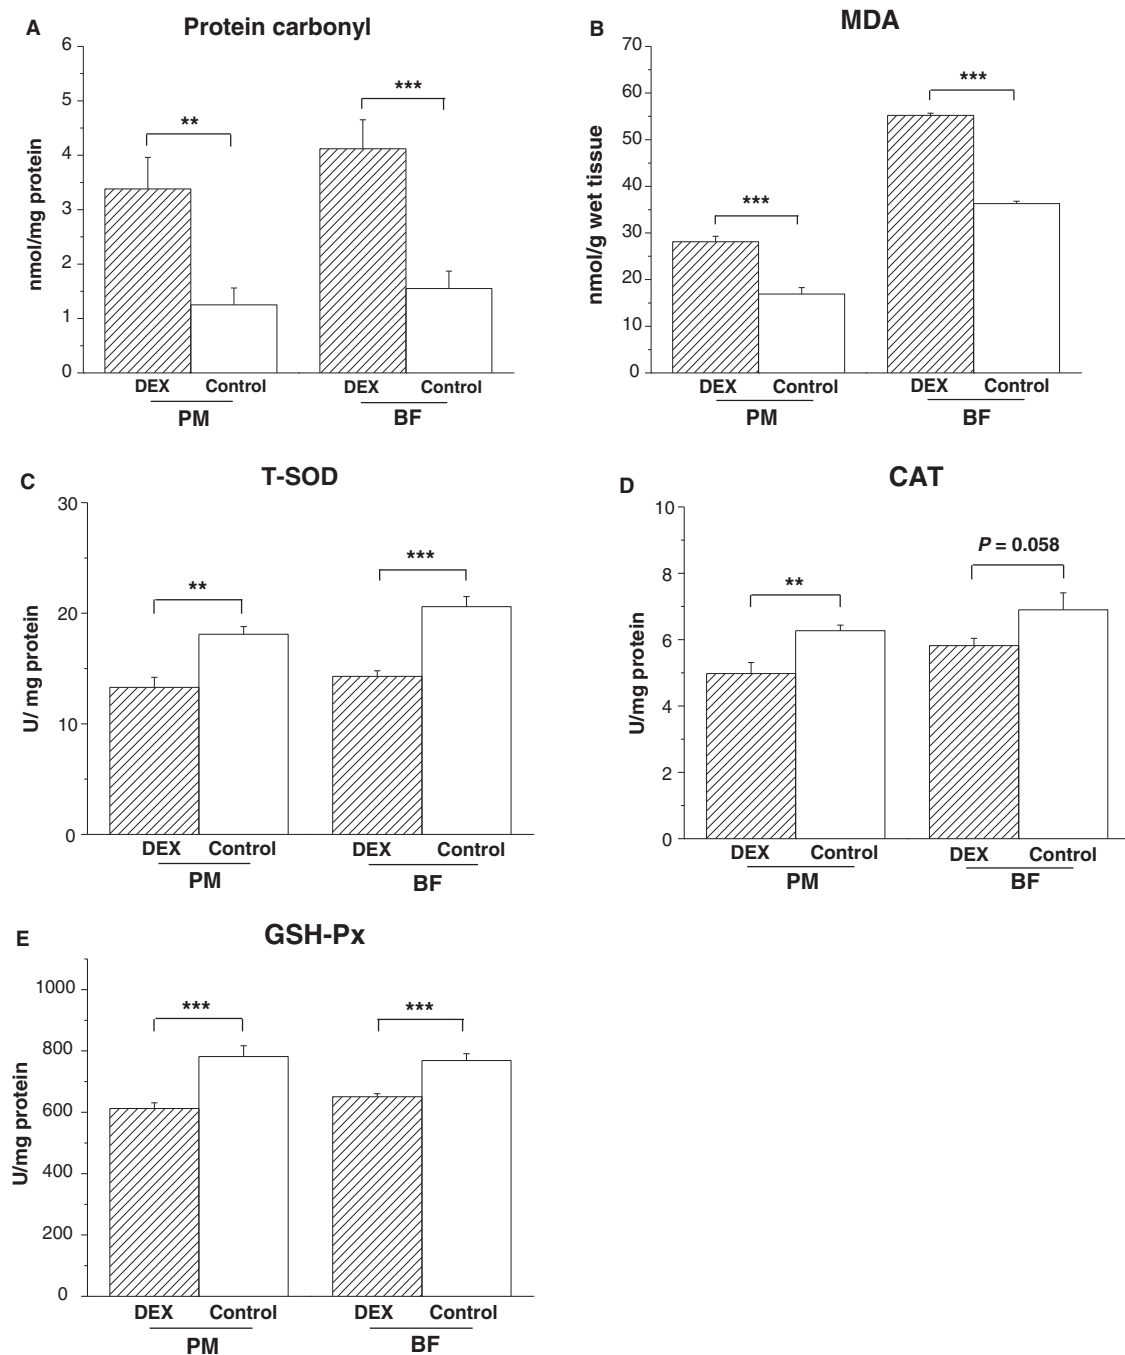 A
Protein carbonyl
6
5
4
3
2
1
0
nmol/mg protein
**
***
DEX Control DEX Control
PM BF
B
MDA
70
60
50
40
30
20
10
0
nmol/g wet tissue
***
***
DEX Control DEX Control
PM BF
C
T-SOD
30
20
10
0
U/ mg protein
**
***
DEX Control DEX Control
PM BF
D
CAT
10
8
6
4
2
0
U/mg protein
**
P = 0.058
DEX Control DEX Control
PM BF
E
GSH-Px
1000
800
600
400
200
0
U/mg protein
***
***
DEX Control DEX Control
PM BF